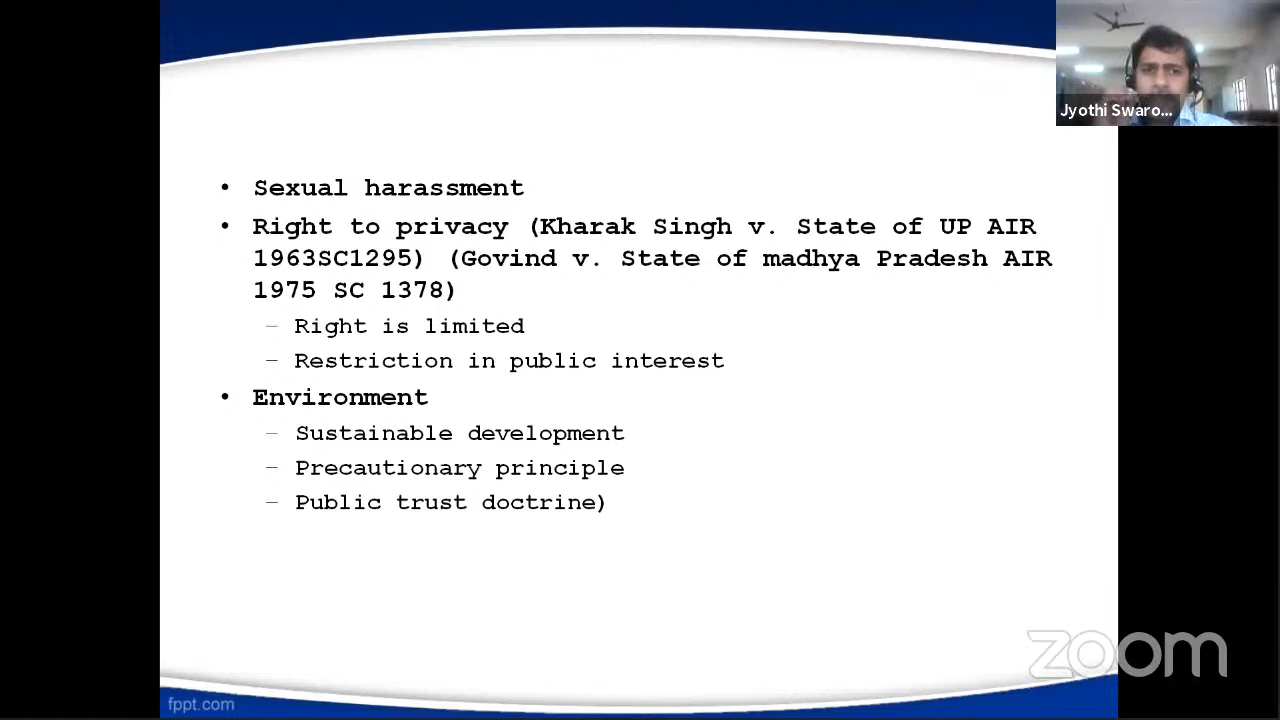 Jyothi Swaro...
• Sexual harassment
• Right to privacy (Kharak Singh v. State of UP AIR
1963SC1295) (Govind v. State of madhya Pradesh AIR
1975 SC 1378)
– Right is limited
– Restriction in public interest
• Environment
– Sustainable development
– Precautionary principle
– Public trust doctrine)
zoom
fppt.com